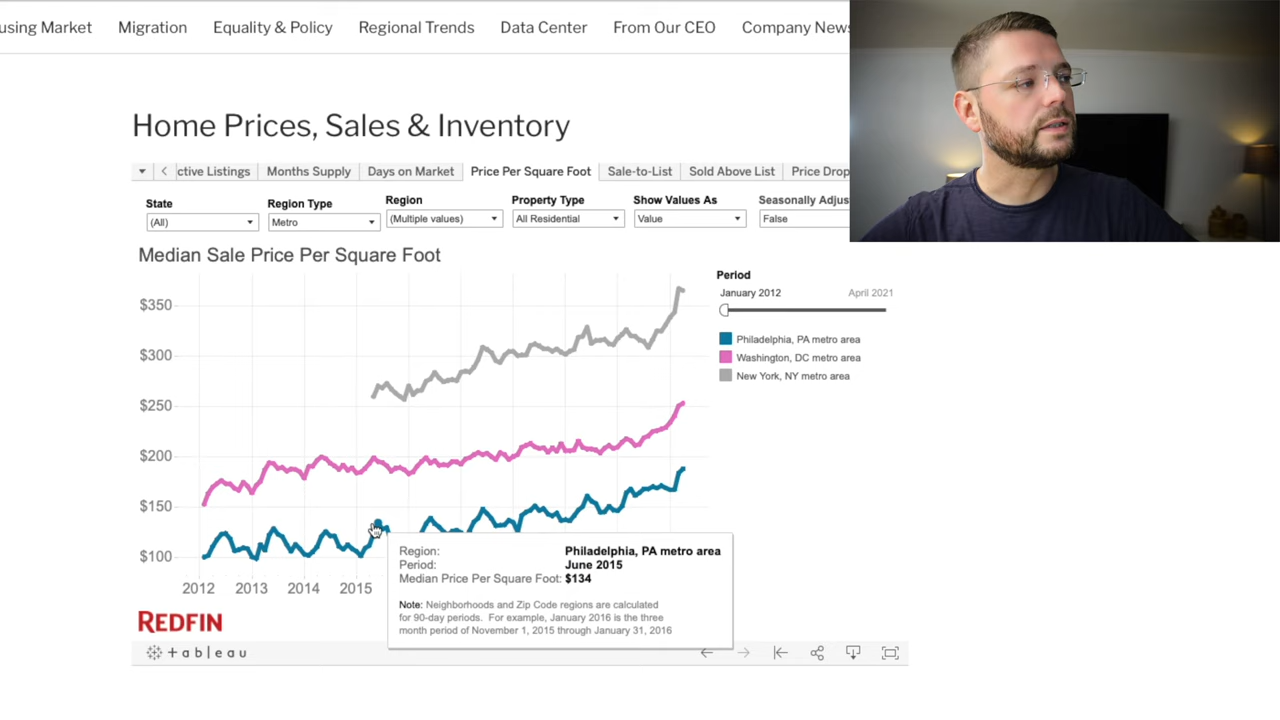 using Market Migration Equality & Policy Regional Trends Data Center From Our CEO Company News
Home Prices, Sales & Inventory
ctive Listings Months Supply Days on Market Price Per Square Foot Sale-to-List Sold Above List Price Drop
State Region Type Region Property Type Show Values As Seasonally Adjus
(All) Metro (Multiple values) All Residential Value False
Median Sale Price Per Square Foot
Period
January 2012 April 2021
$350
$300
$250
$200
$150
$100
Philadelphia, PA metro area
Washington, DC metro area
New York, NY metro area
2012 2013 2014 2015
Region: Philadelphia, PA metro area
Period: June 2015
Median Price Per Square Foot: $134
Note: Neighborhoods and Zip Code regions are calculated
for 90-day periods. For example, January 2016 is the three
month period of November 1, 2015 through January 31, 2016
REDFIN
+ a b l e a u